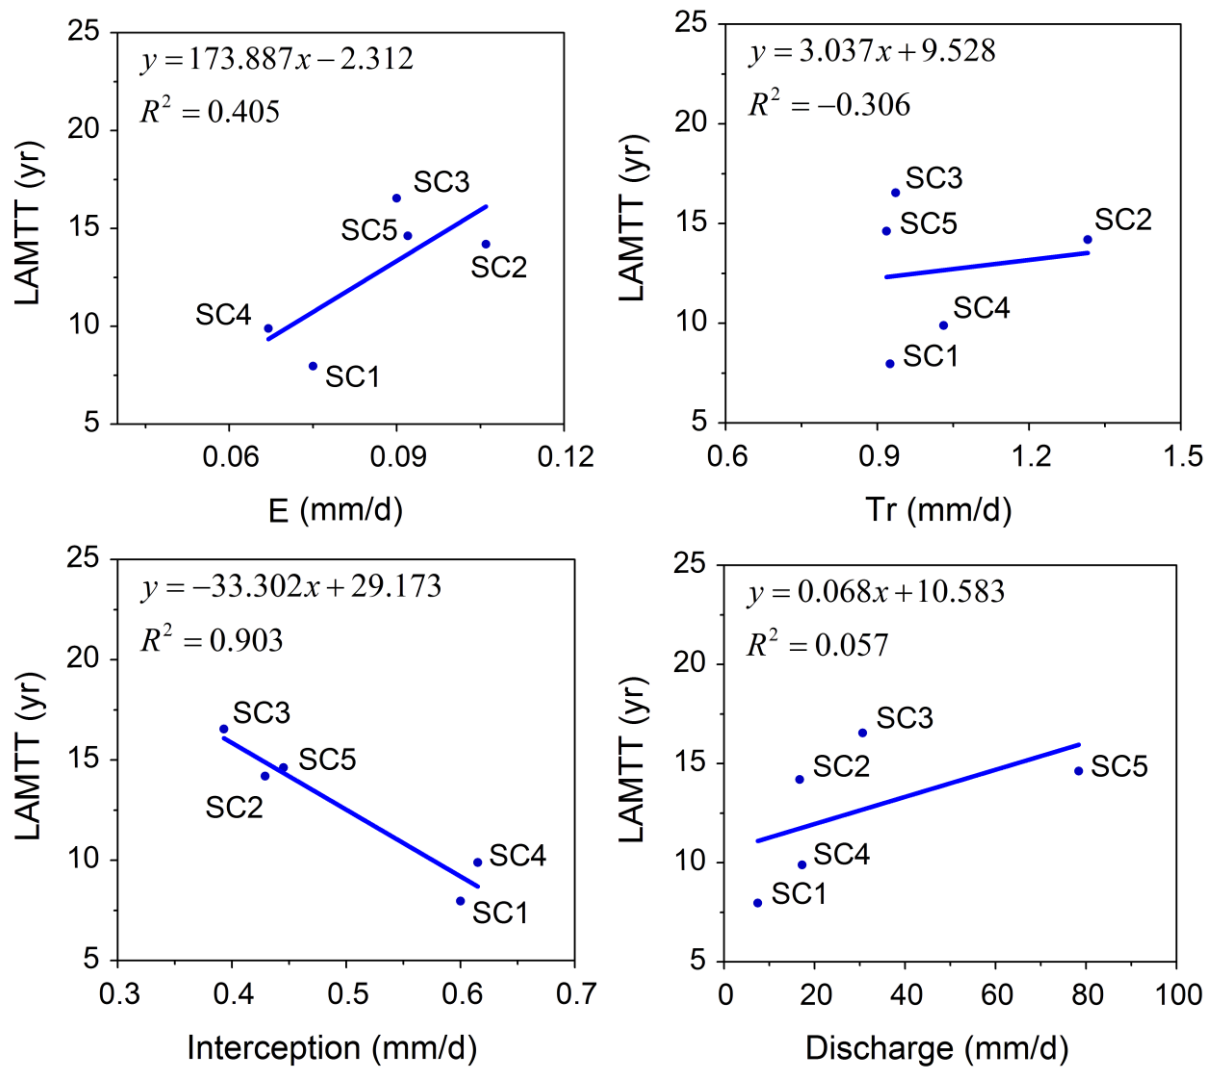 y = 173.887x − 2.312
R² = 0.405
LAMTT (yr)
25
20
15
10
5
SC3
SC5
SC2
SC4
SC1
0.06
0.09
0.12
E (mm/d)
y = 3.037x + 9.528
R² = −0.306
LAMTT (yr)
25
20
15
10
5
SC3
SC5
SC2
SC4
SC1
0.6
0.9
1.2
1.5
Tr (mm/d)
y = −33.302x + 29.173
R² = 0.903
LAMTT (yr)
25
20
15
10
5
SC3
SC5
SC2
SC4
SC1
0.3
0.4
0.5
0.6
0.7
Interception (mm/d)
y = 0.068x + 10.583
R² = 0.057
LAMTT (yr)
25
20
15
10
5
SC3
SC2
SC5
SC4
SC1
0
20
40
60
80
100
Discharge (mm/d)